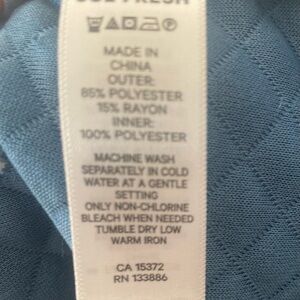 MADE IN
CHINA
OUTER:
85% POLYESTER
15% RAYON
INNER:
100% POLYESTER
MACHINE WASH
SEPARATELY IN COLD
WATER AT A GENTLE
SETTING
ONLY NON-CHLORINE
BLEACH WHEN NEEDED
TUMBLE DRY LOW
WARM IRON
CA 15372
RN 133886